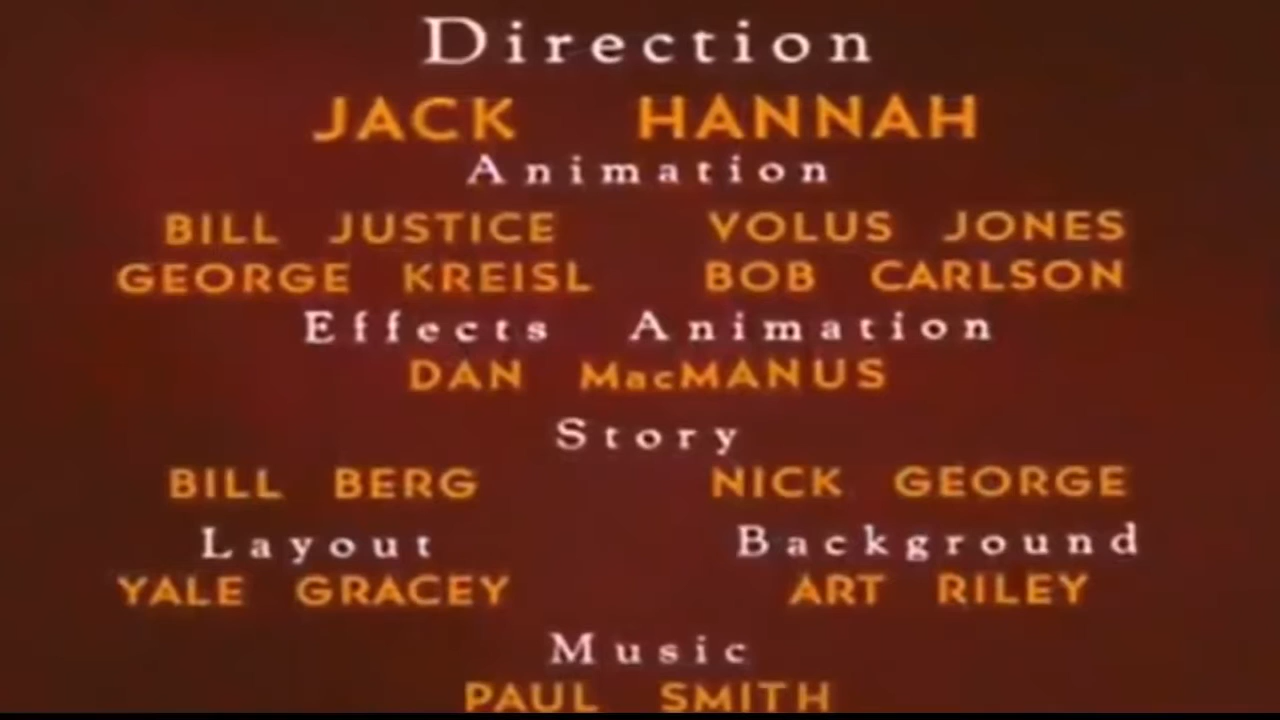 Direction
JACK HANNAH
Animation
BILL JUSTICE VOLUS JONES
GEORGE KREISL BOB CARLSON
Effects Animation
DAN MacMANUS
Story
BILL BERG NICK GEORGE
Layout Background
YALE GRACEY ART RILEY
Music
PAUL SMITH